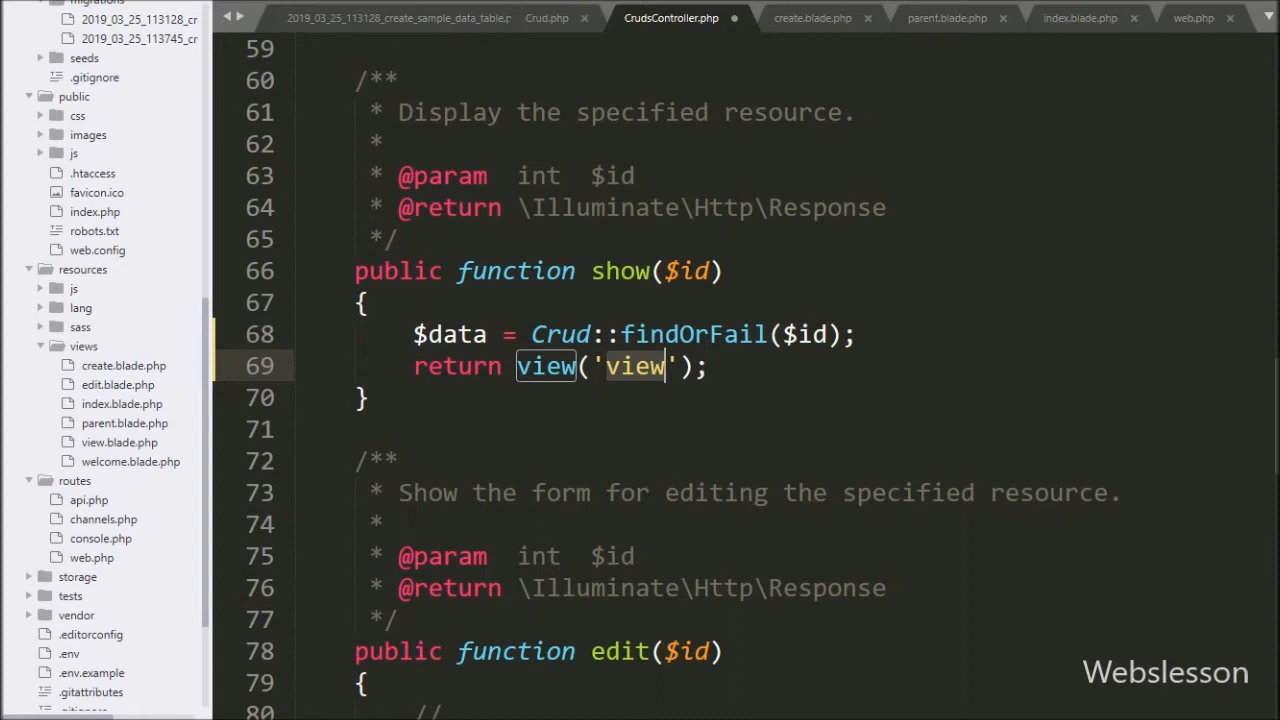 migrations
2019_03_25_113128_cr
2019_03_25_113745_cr
seeds
.gitignore
public
css
images
js
.htaccess
favicon.ico
index.php
robots.txt
web.config
resources
js
lang
sass
views
create.blade.php
edit.blade.php
index.blade.php
parent.blade.php
view.blade.php
welcome.blade.php
routes
api.php
channels.php
console.php
web.php
storage
tests
vendor
.editorconfig
.env
.env.example
.gitattributes
.gitignore
2019_03_25_113128_create_sample_data_table.p Crud.php CrudsController.php create.blade.php parent.blade.php index.blade.php web.php
59
60 /**
61 * Display the specified resource.
62 *
63 * @param int $id
64 * @return \Illuminate\Http\Response
65 */
66 public function show($id)
67 {
68 $data = Crud::findOrFail($id);
69 return view('view');
70 }
71
72 /**
73 * Show the form for editing the specified resource.
74 *
75 * @param int $id
76 * @return \Illuminate\Http\Response
77 */
78 public function edit($id)
79 {
80 //
Webslesson